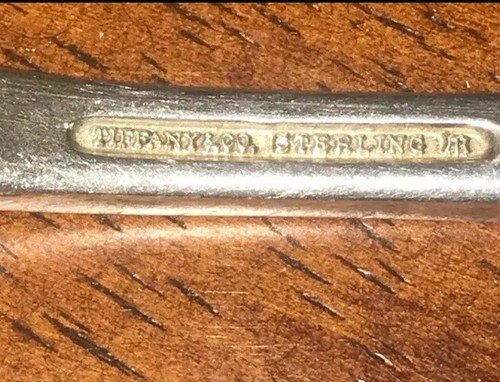 TIFFANY & CO. STERLING